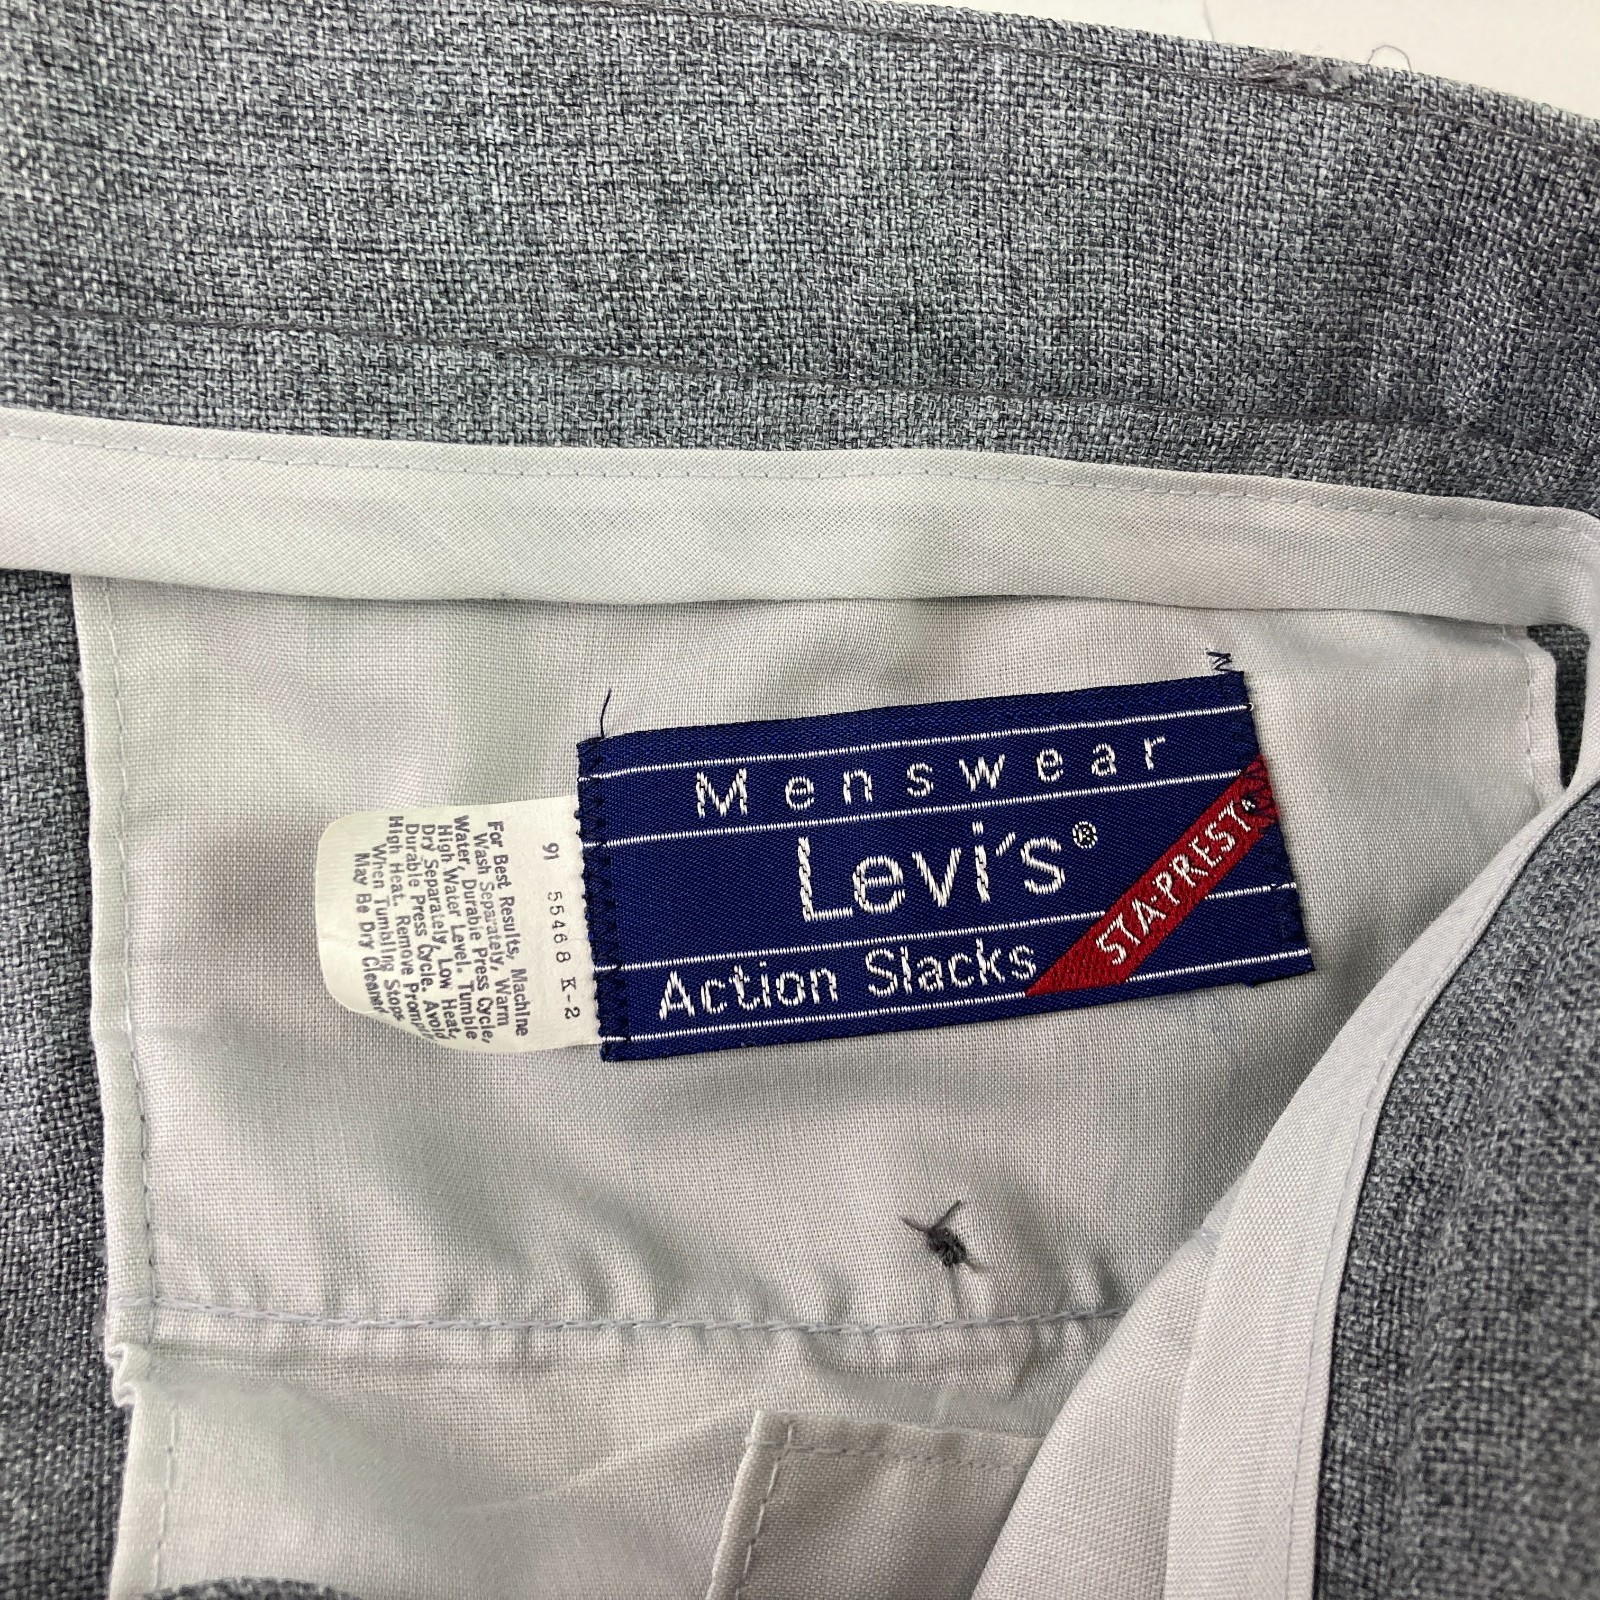 Menswear
Levi's®
Action Slacks
STA-PREST®
91 55468 K-2
For Best Results, Machine
Wash Separately, Warm
Water, Durable Press Cycle,
High Water Level. Tumble
Dry Separately, Low Heat,
Durable Press Cycle. Avoid
High Heat. Remove Promptly
When Tumbling Stops.
May Be Dry Cleaned